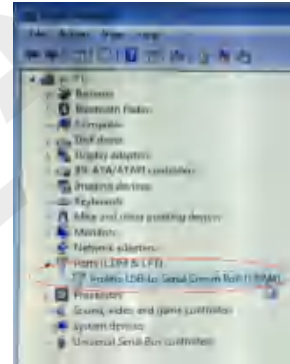 File Action View Help
Batteries
Bluetooth Radios
Computer
Disk drives
Display adapters
IDE ATA/ATAPI controllers
Imaging devices
Keyboards
Mice and other pointing devices
Monitors
Network adapters
Ports (COM & LPT)
Prolific USB-to-Serial Comm Port
Processors
Sound, video and game controllers
System devices
Universal Serial Bus controllers